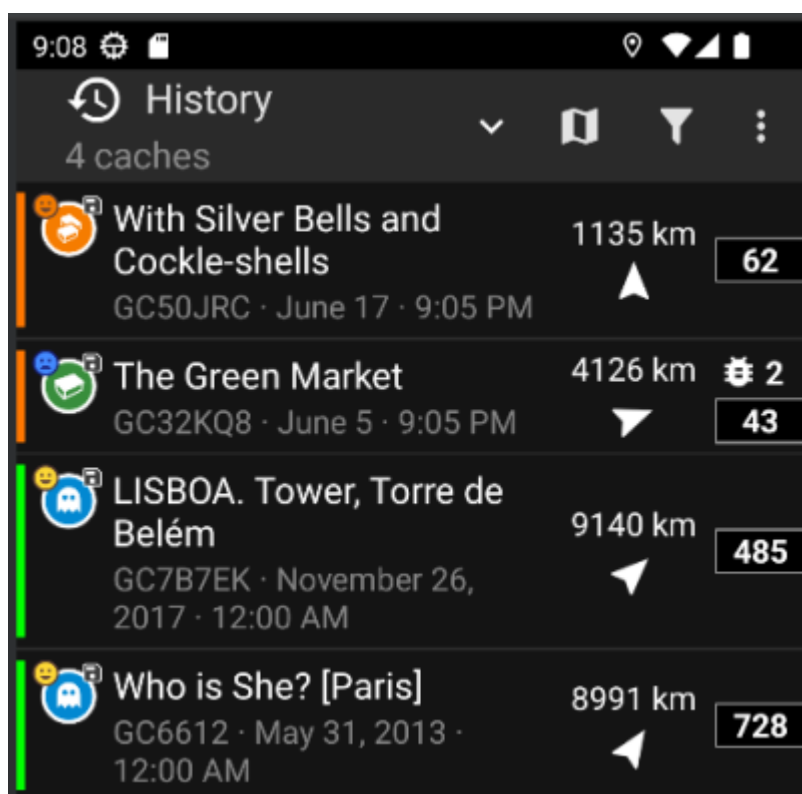 9:08
History
4 caches
With Silver Bells and
Cockle-shells
GC50JRC · June 17 · 9:05 PM
1135 km
62
The Green Market
GC32KQ8 · June 5 · 9:05 PM
4126 km
2
43
LISBOA. Tower, Torre de
Belém
GC7B7EK · November 26,
2017 · 12:00 AM
9140 km
485
Who is She? [Paris]
GC6612 · May 31, 2013 ·
12:00 AM
8991 km
728